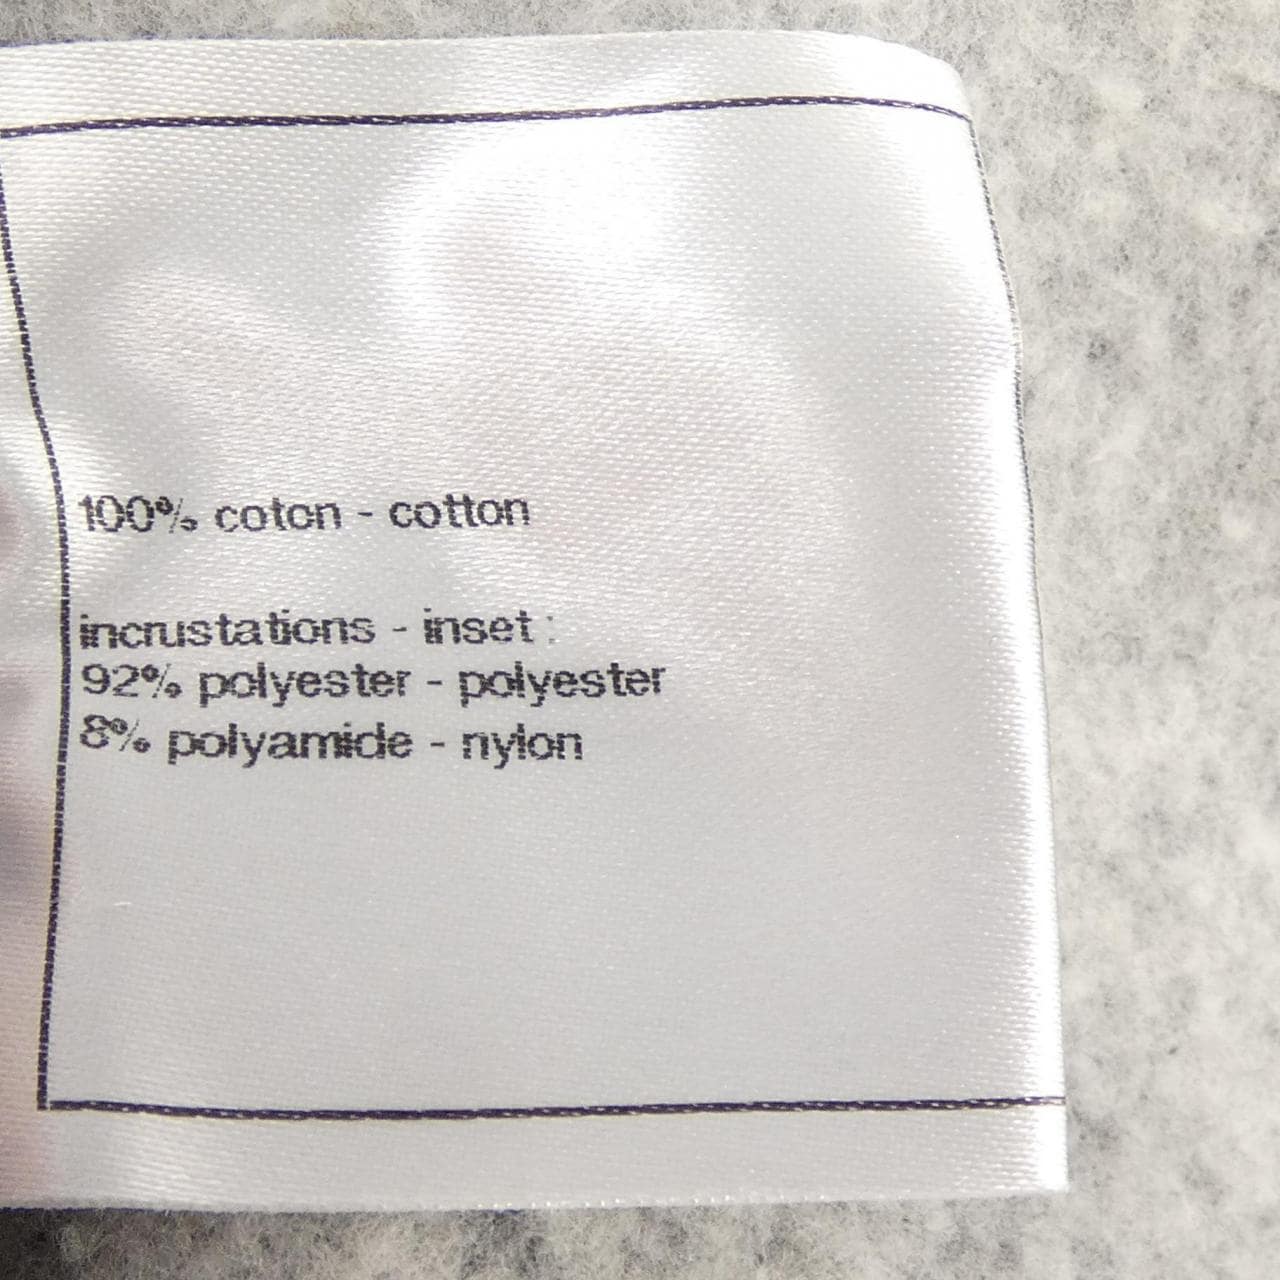 100% coton - cotton
incrustations - inset :
92% polyester - polyester
8% polyamide - nylon